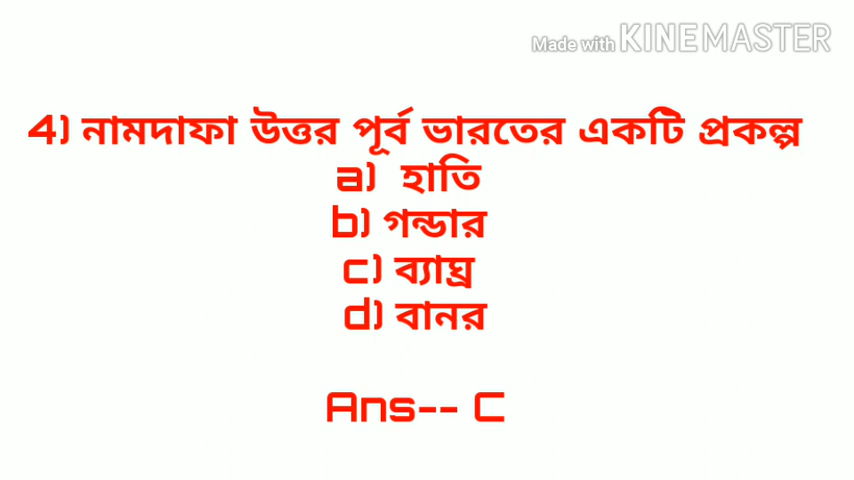 Made with KINEMASTER
4) নামদাফা উত্তর পূর্ব ভারতের একটি প্রকল্প
a) হাতি
b) গন্ডার
c) ব্যাঘ্র
d) বানর
Ans-- C